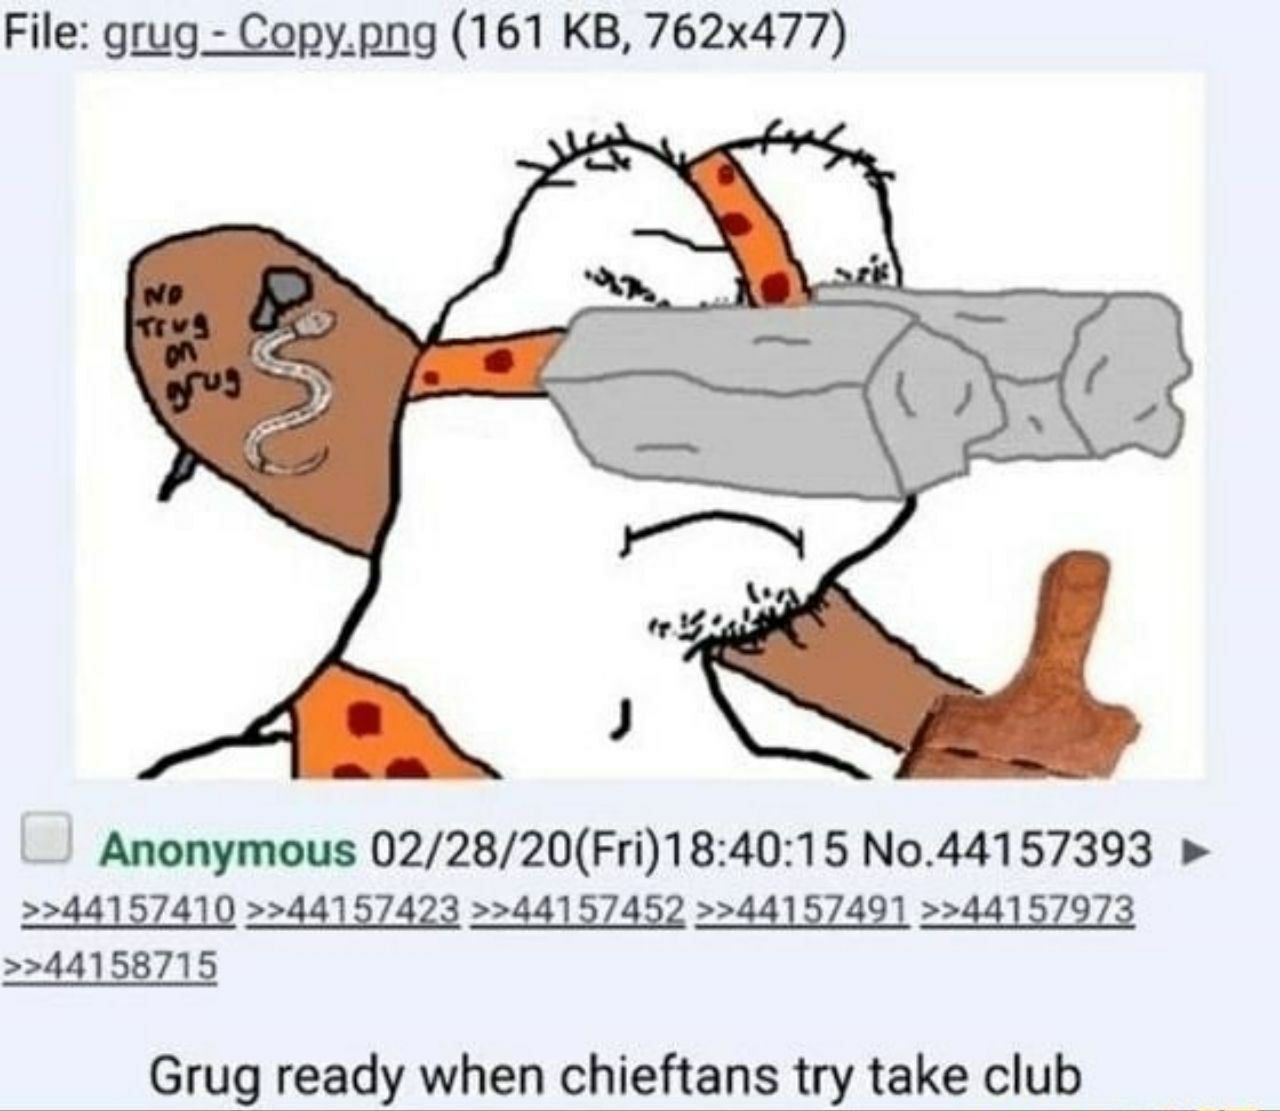 File: grug - Copy.png (161 KB, 762x477)
No
Trug
on
grug
Anonymous 02/28/20(Fri)18:40:15 No.44157393 ▶
>>44157410 >>44157423 >>44157452 >>44157491 >>44157973
>>44158715
Grug ready when chieftans try take club